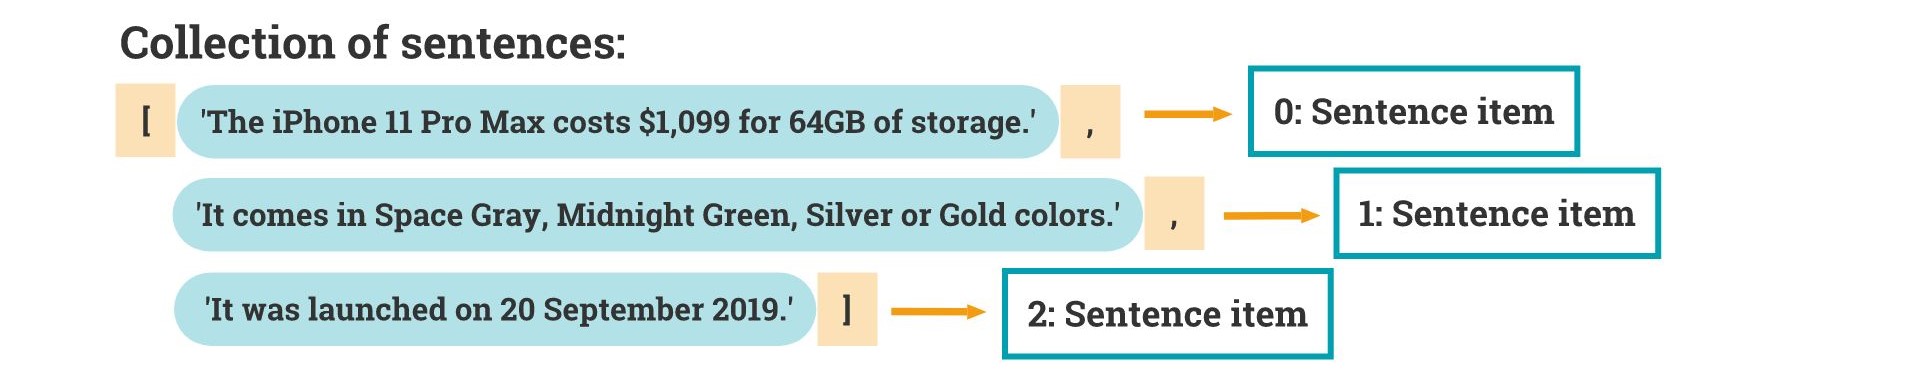 Collection of sentences:
[ 'The iPhone 11 Pro Max costs $1,099 for 64GB of storage.' , 0: Sentence item
'It comes in Space Gray, Midnight Green, Silver or Gold colors.' , 1: Sentence item
'It was launched on 20 September 2019.' ] 2: Sentence item